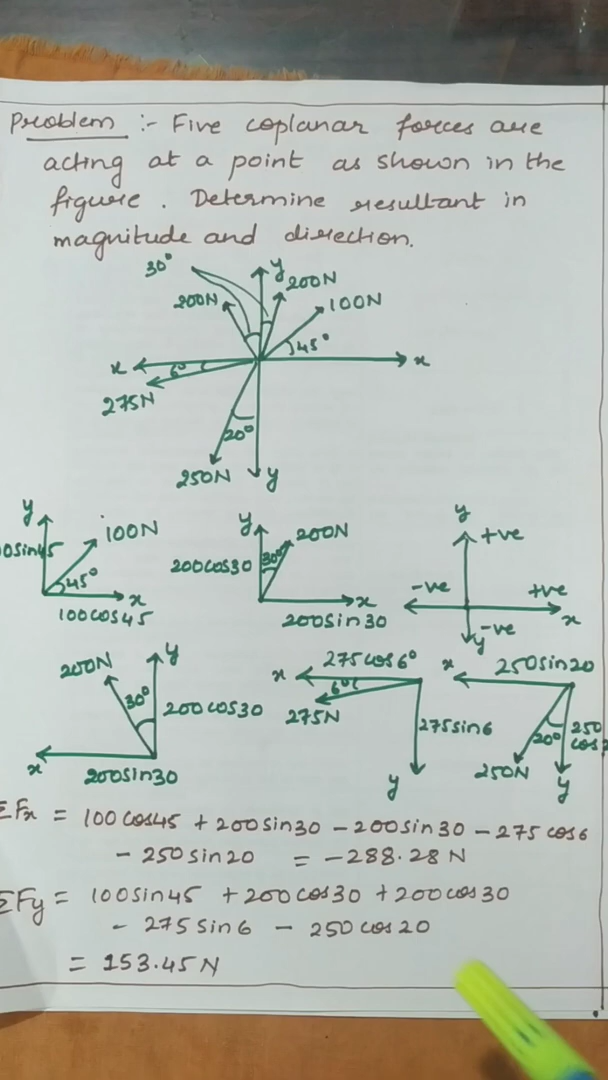 Problem :- Five coplanar forces are
acting at a point as shown in the
figure. Determine resultant in
magnitude and direction.
30° y 200N
200N 100N
45°
x 6° x
275N
20°
250N y
y 100N
45°
x
100cos45
y 200N
200cos30 30°
x
200sin30
y
+ve
-ve +ve
x
y -ve
200N y
30° 200cos30
x 200sin30
275cos6°
x 6°
275N 275sin6
y
x 250sin20
20° 250
250N y
ΣFx = 100cos45 + 200sin30 - 200sin30 - 275cos6
- 250sin20 = -288.28 N
ΣFy = 100sin45 + 200cos30 + 200cos30
- 275sin6 - 250cos20
= 153.45 N